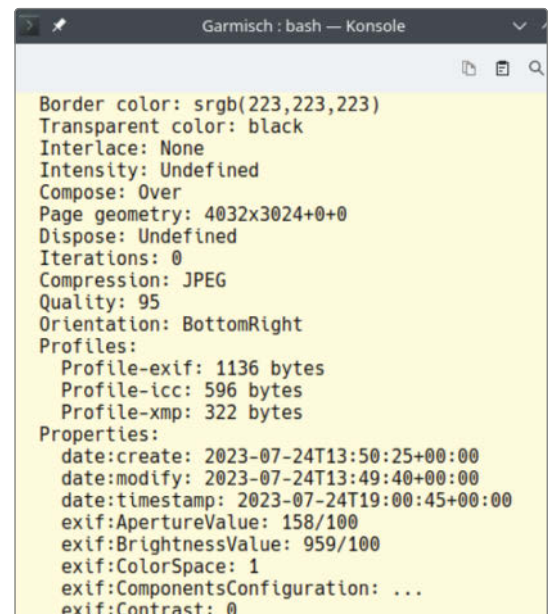 Garmisch : bash — Konsole
Border color: srgb(223,223,223)
Transparent color: black
Interlace: None
Intensity: Undefined
Compose: Over
Page geometry: 4032x3024+0+0
Dispose: Undefined
Iterations: 0
Compression: JPEG
Quality: 95
Orientation: BottomRight
Profiles:
Profile-exif: 1136 bytes
Profile-icc: 596 bytes
Profile-xmp: 322 bytes
Properties:
date:create: 2023-07-24T13:50:25+00:00
date:modify: 2023-07-24T13:49:40+00:00
date:timestamp: 2023-07-24T19:00:45+00:00
exif:ApertureValue: 158/100
exif:BrightnessValue: 959/100
exif:ColorSpace: 1
exif:ComponentsConfiguration: ...
exif:Contrast: 0